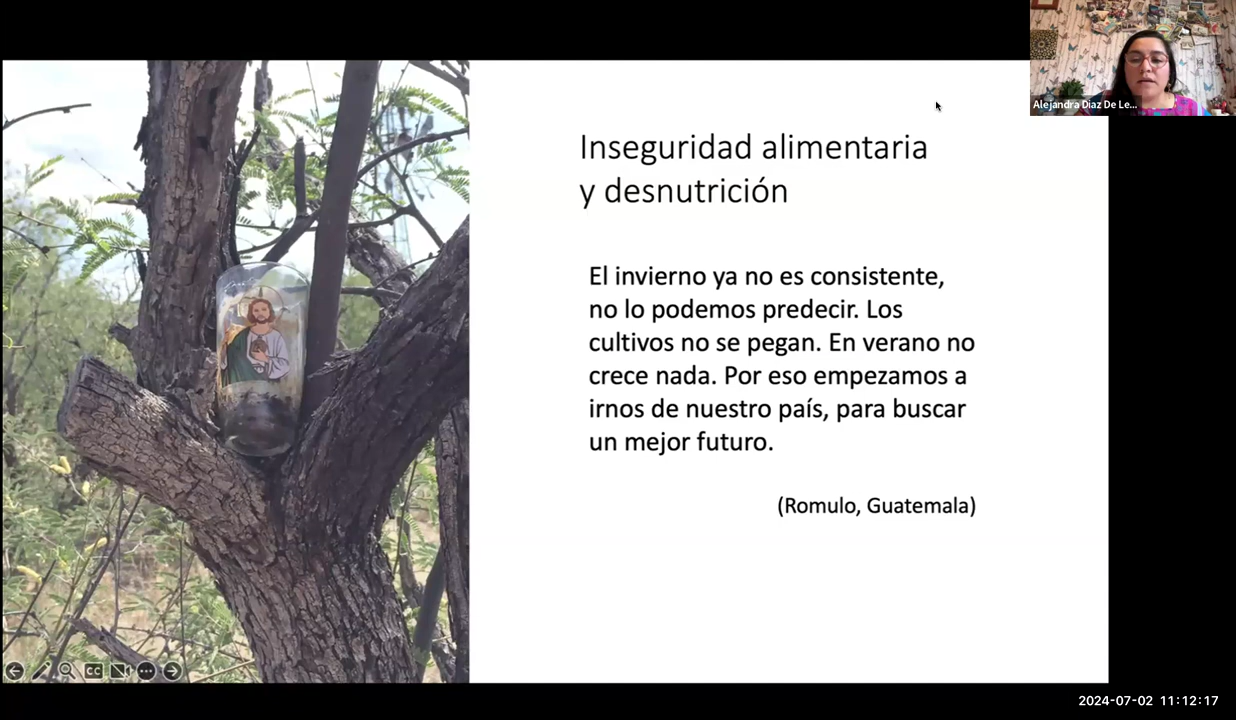 Alejandra Diaz De Le...
Inseguridad alimentaria
y desnutrición
El invierno ya no es consistente,
no lo podemos predecir. Los
cultivos no se pegan. En verano no
crece nada. Por eso empezamos a
irnos de nuestro país, para buscar
un mejor futuro.
(Romulo, Guatemala)
CC
2024-07-02 11:12:17